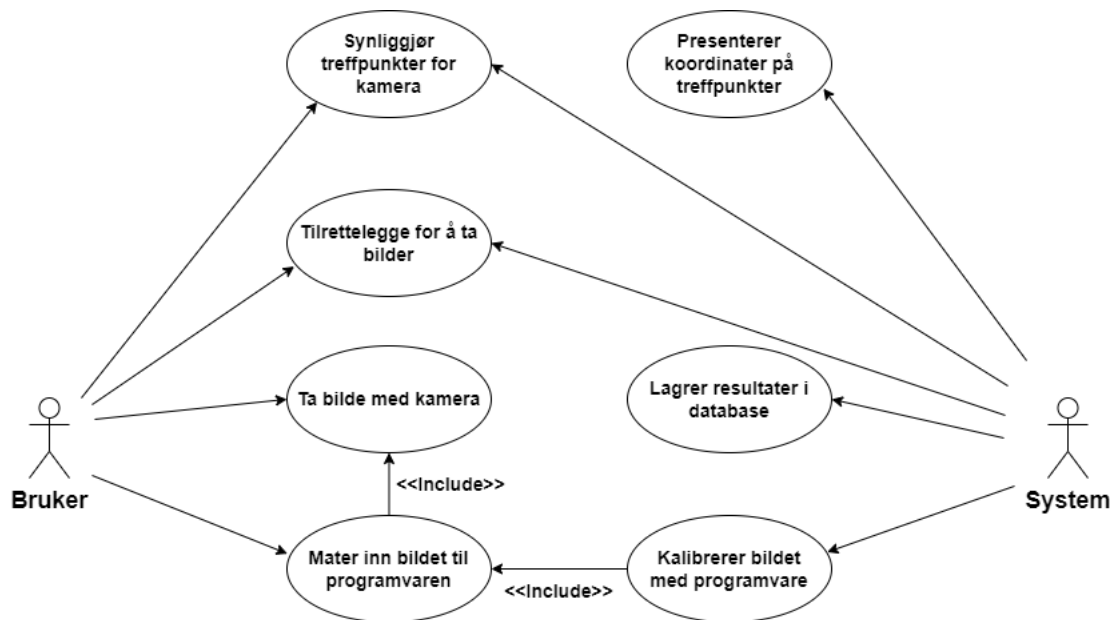 Synliggjør
treffpunkter for
kamera
Presenterer
koordinater på
treffpunkter
Tilrettelegge for å ta
bilder
Ta bilde med kamera
Lagrer resultater i
database
Bruker
<<Include>>
System
Mater inn bildet til
programvaren
<<Include>>
Kalibrerer bildet
med programvare